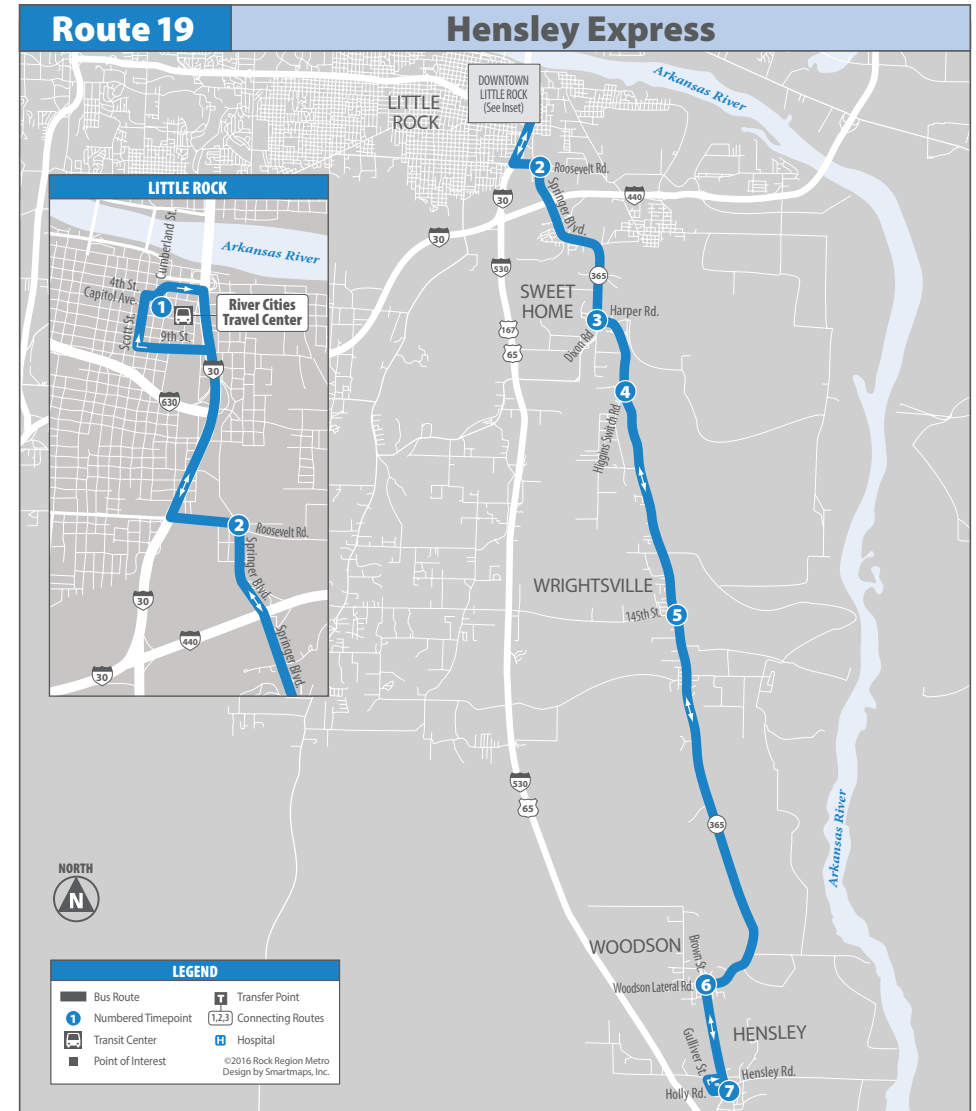 Route 19
Hensley Express
DOWNTOWN
LITTLE ROCK
(See Inset)
LITTLE
ROCK
Arkansas River
2
Roosevelt Rd.
Springer Blvd.
30
440
30
530
365
SWEET
HOME
167
65
3
Harper Rd.
Dixon Rd.
4
Higgins Switch Rd.
WRIGHTSVILLE
145th St.
5
530
65
365
Arkansas River
WOODSON
Brown St.
Woodson Lateral Rd.
6
HENSLEY
Gulliver St.
Hensley Rd.
Holly Rd.
7
LITTLE ROCK
Cumberland St.
Arkansas River
4th St.
Capitol Ave.
1
River Cities
Travel Center
Scott St.
9th St.
30
630
2
Roosevelt Rd.
Springer Blvd.
30
440
Springer Blvd.
30
NORTH
N
LEGEND
Bus Route
T
Transfer Point
1
Numbered Timepoint
1,2,3
Connecting Routes
Transit Center
H
Hospital
Point of Interest
©2016 Rock Region Metro
Design by Smartmaps, Inc.